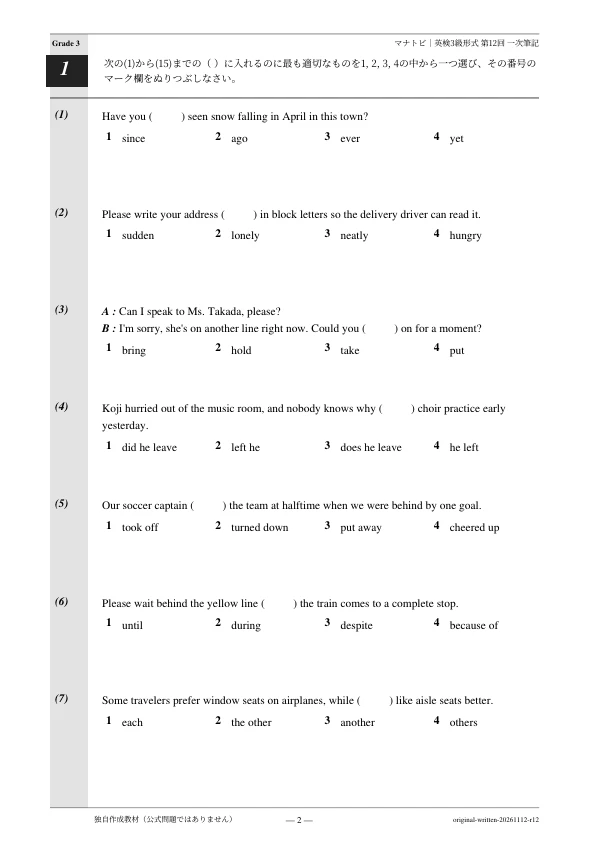 Grade 3
マナトビ｜英検3級形式 第12回 一次筆記
1
次の(1)から(15)までの（ ）に入れるのに最も適切なものを1, 2, 3, 4の中から一つ選び、その番号の
マーク欄をぬりつぶしなさい。
(1)
Have you (          ) seen snow falling in April in this town?
1 since 2 ago 3 ever 4 yet
(2)
Please write your address (          ) in block letters so the delivery driver can read it.
1 sudden 2 lonely 3 neatly 4 hungry
(3)
A : Can I speak to Ms. Takada, please?
B : I'm sorry, she's on another line right now. Could you (          ) on for a moment?
1 bring 2 hold 3 take 4 put
(4)
Koji hurried out of the music room, and nobody knows why (          ) choir practice early
yesterday.
1 did he leave 2 left he 3 does he leave 4 he left
(5)
Our soccer captain (          ) the team at halftime when we were behind by one goal.
1 took off 2 turned down 3 put away 4 cheered up
(6)
Please wait behind the yellow line (          ) the train comes to a complete stop.
1 until 2 during 3 despite 4 because of
(7)
Some travelers prefer window seats on airplanes, while (          ) like aisle seats better.
1 each 2 the other 3 another 4 others
独自作成教材（公式問題ではありません）
— 2 —
original-written-20261112-r12